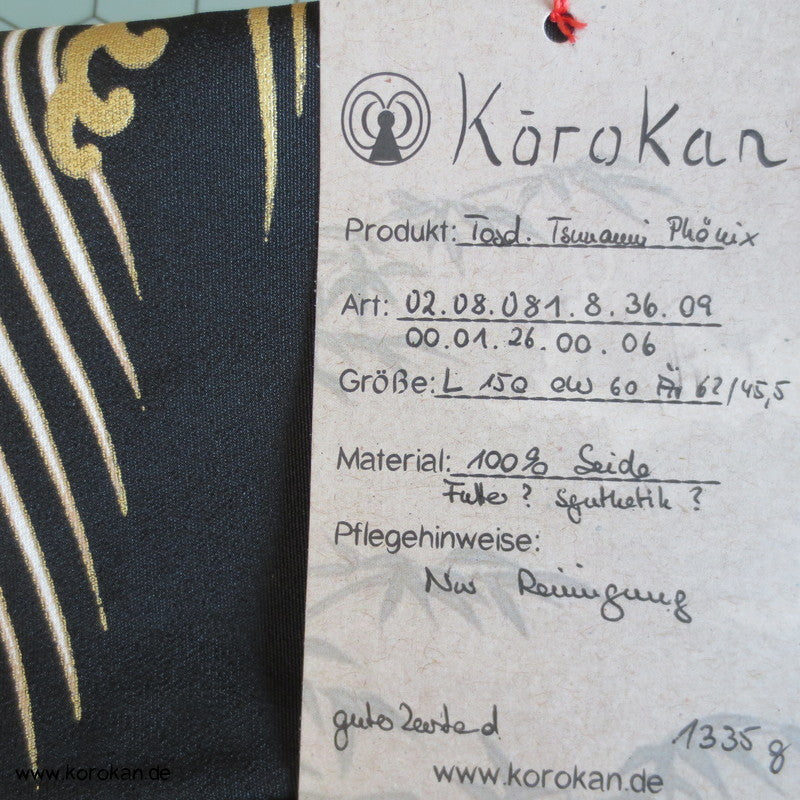 Kōrokan
Produkt: Tosd. Tsunami Phönix
Art: 02.08.081.8.36.09
00.01.26.00.06
Größe: L 150 OW 60 Är 62/45,5
Material: 100% Seide
Futter? Synthetik?
Pflegehinweise:
Nur Reinigung
guter Zustand
1335 g
www.korokan.de
www.korokan.de